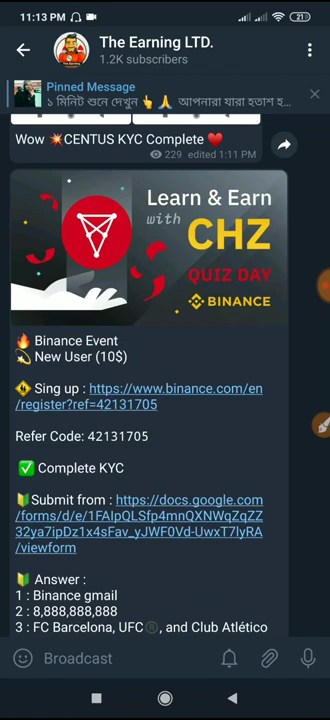 11:13 PM
21
The Earning LTD.
1.2K subscribers
Pinned Message
১ মিনিট শুনে দেখুন 👆 🙏 আপনারা যারা হতাশ হ...
Wow 💥CENTUS KYC Complete ❤️
229 edited 1:11 PM
Learn & Earn
with CHZ
QUIZ DAY
BINANCE
🔥 Binance Event
💫 New User (10$)
Sing up : https://www.binance.com/en
/register?ref=42131705
Refer Code: 42131705
✅ Complete KYC
🔰Submit from : https://docs.google.com
/forms/d/e/1FAIpQLSfp4mnQXNWqZqZZ
32ya7ipDz1x4sFav_yJWF0Vd-UwxT7lyRA
/viewform
🔰 Answer :
1 : Binance gmail
2 : 8,888,888,888
3 : FC Barcelona, UFC®, and Club Atlético
Broadcast